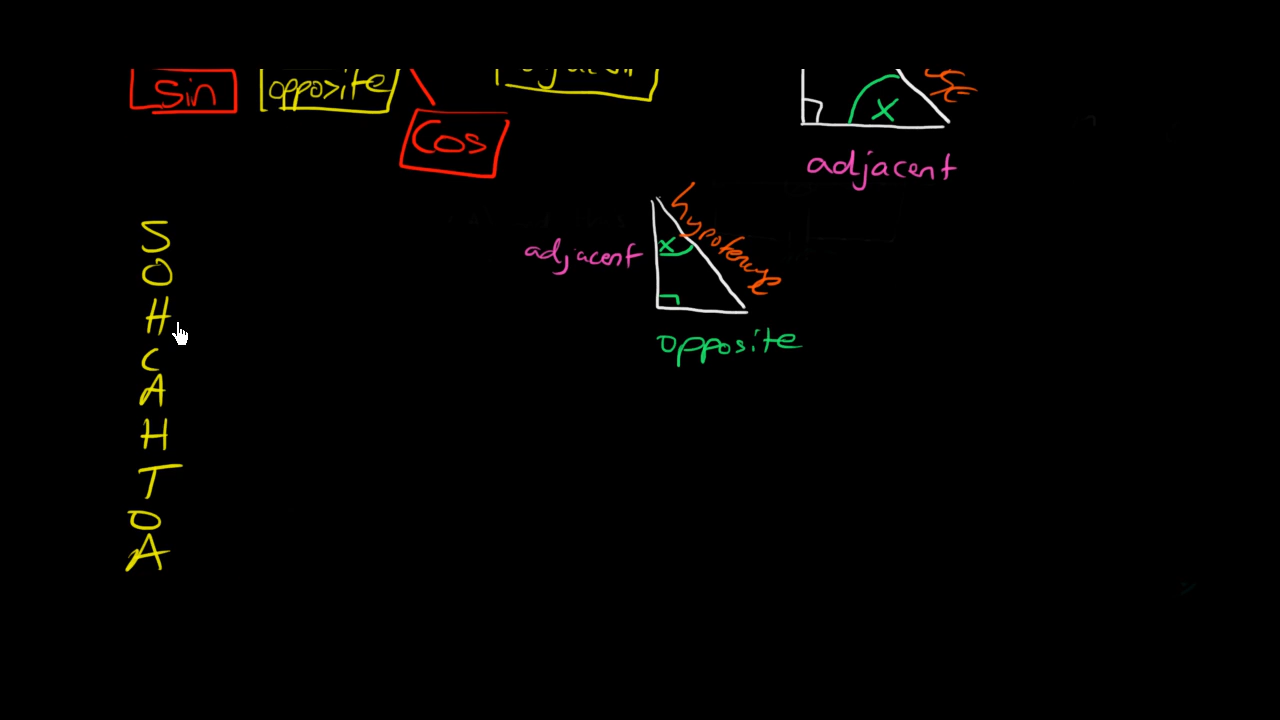 sin
opposite
Cos
x
adjacent
S
O
H
C
A
H
T
O
A
adjacent
x
hypotenuse
opposite